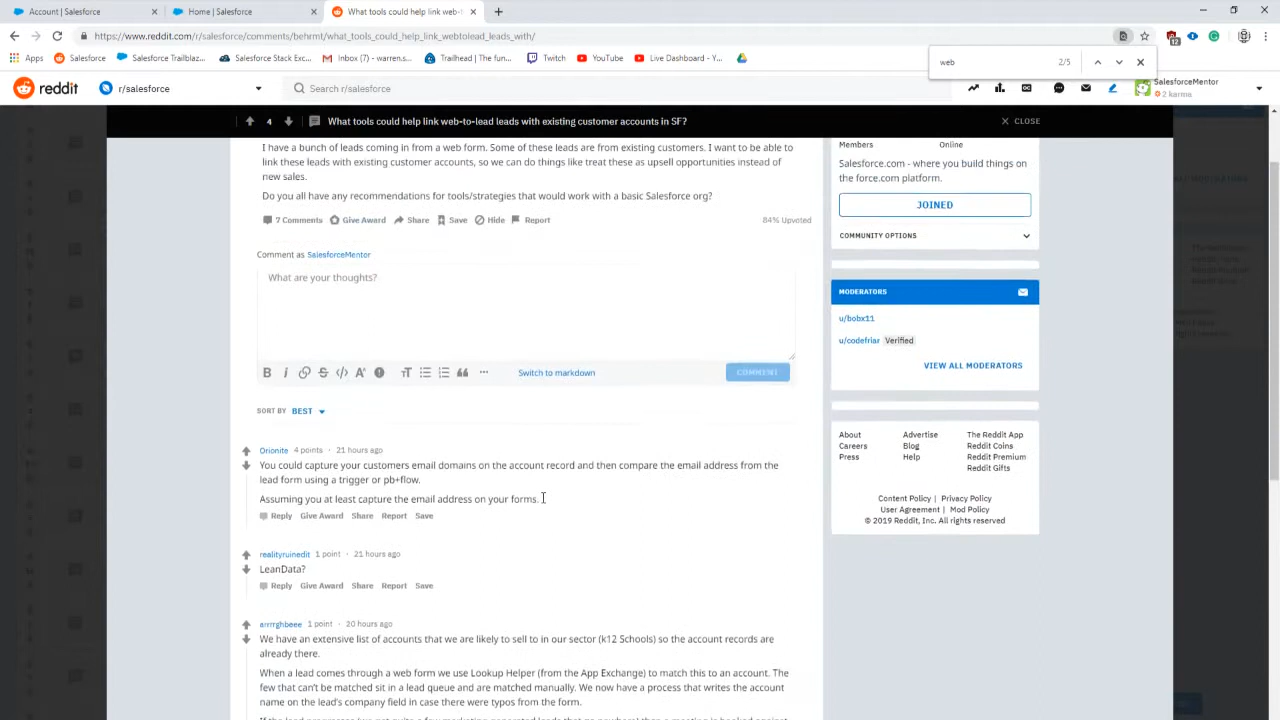 Account | Salesforce
Home | Salesforce
What tools could help link web-t
https://www.reddit.com/r/salesforce/comments/behrmt/what_tools_could_help_link_webtolead_leads_with/
12
Apps
Salesforce
Salesforce Trailblaz...
Salesforce Stack Exc...
Inbox (7) - warren.s...
Trailhead | The fun...
Twitch
YouTube
Live Dashboard - Y...
web
2/5
reddit
r/salesforce
Search r/salesforce
SalesforceMentor
2 karma
4
What tools could help link web-to-lead leads with existing customer accounts in SF?
CLOSE
I have a bunch of leads coming in from a web form. Some of these leads are from existing customers. I want to be able to
link these leads with existing customer accounts, so we can do things like treat these as upsell opportunities instead of
new sales.
Do you all have any recommendations for tools/strategies that would work with a basic Salesforce org?
7 Comments
Give Award
Share
Save
Hide
Report
84% Upvoted
Comment as SalesforceMentor
What are your thoughts?
Switch to markdown
COMMENT
SORT BY BEST
Orionite 4 points · 21 hours ago
You could capture your customers email domains on the account record and then compare the email address from the
lead form using a trigger or pb+flow.
Assuming you at least capture the email address on your forms.
Reply Give Award Share Report Save
realityruinedit 1 point · 21 hours ago
LeanData?
Reply Give Award Share Report Save
arrrrghbeee 1 point · 20 hours ago
We have an extensive list of accounts that we are likely to sell to in our sector (k12 Schools) so the account records are
already there.
When a lead comes through a web form we use Lookup Helper (from the App Exchange) to match this to an account. The
few that can't be matched sit in a lead queue and are matched manually. We now have a process that writes the account
name on the lead's company field in case there were typos from the form.
Members
Online
Salesforce.com - where you build things on
the force.com platform.
JOINED
COMMUNITY OPTIONS
MODERATORS
u/bobx11
u/codefriar Verified
VIEW ALL MODERATORS
About
Advertise
The Reddit App
Careers
Blog
Reddit Coins
Press
Help
Reddit Premium
Reddit Gifts
Content Policy | Privacy Policy
User Agreement | Mod Policy
© 2019 Reddit, Inc. All rights reserved